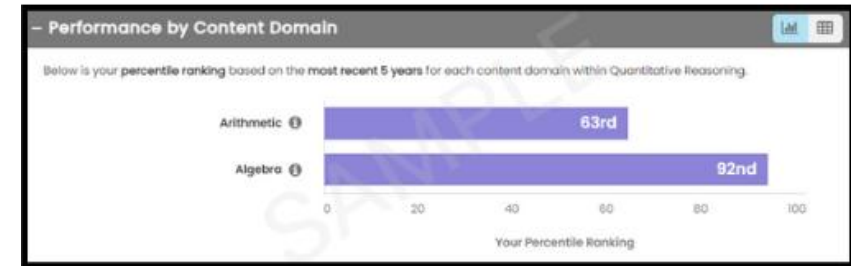 – Performance by Content Domain
Below is your percentile ranking based on the most recent 5 years for each content domain within Quantitative Reasoning.
Arithmetic
63rd
Algebra
92nd
0 20 40 60 80 100
Your Percentile Ranking
SAMPLE